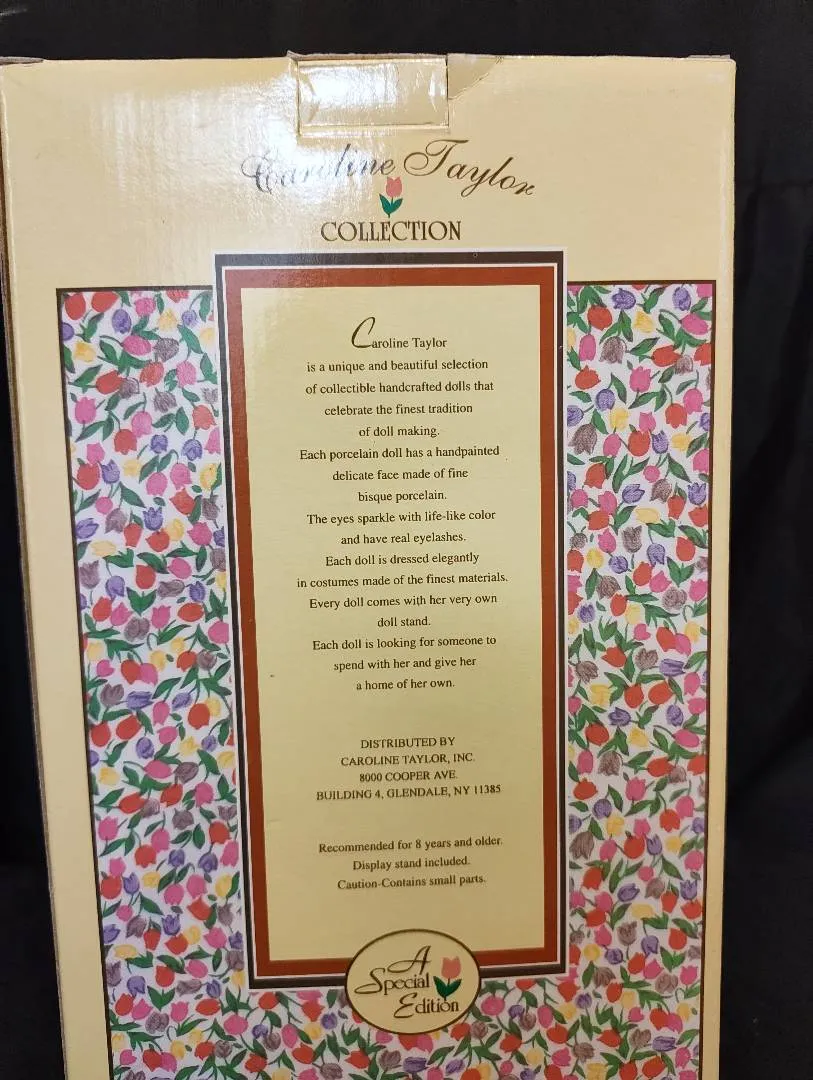 Caroline Taylor
COLLECTION
Caroline Taylor
is a unique and beautiful selection
of collectible handcrafted dolls that
celebrate the finest tradition
of doll making.
Each porcelain doll has a handpainted
delicate face made of fine
bisque porcelain.
The eyes sparkle with life-like color
and have real eyelashes.
Each doll is dressed elegantly
in costumes made of the finest materials.
Every doll comes with her very own
doll stand.
Each doll is looking for someone to
spend with her and give her
a home of her own.
DISTRIBUTED BY
CAROLINE TAYLOR, INC.
8000 COOPER AVE.
BUILDING 4, GLENDALE, NY 11385
Recommended for 8 years and older.
Display stand included.
Caution-Contains small parts.
A
Special
Edition